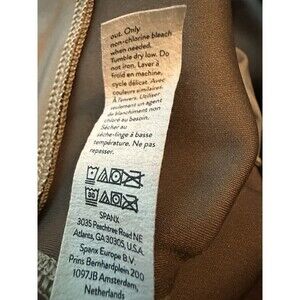 out. Only
non-chlorine bleach
when needed.
Tumble dry low. Do
not iron. Laver à
froid en machine,
cycle délicat. Avec
couleurs similaires.
À l'envers. Utiliser
seulement un agent
de blanchiment non
chloré au besoin.
Sécher au
sèche-linge à basse
température. Ne pas
repasser.
30
SPANX
3035 Peachtree Road NE
Atlanta, GA 30305, U.S.A.
Spanx Europe B.V.
Prins Bernhardplein 200
1097JB Amsterdam,
Netherlands